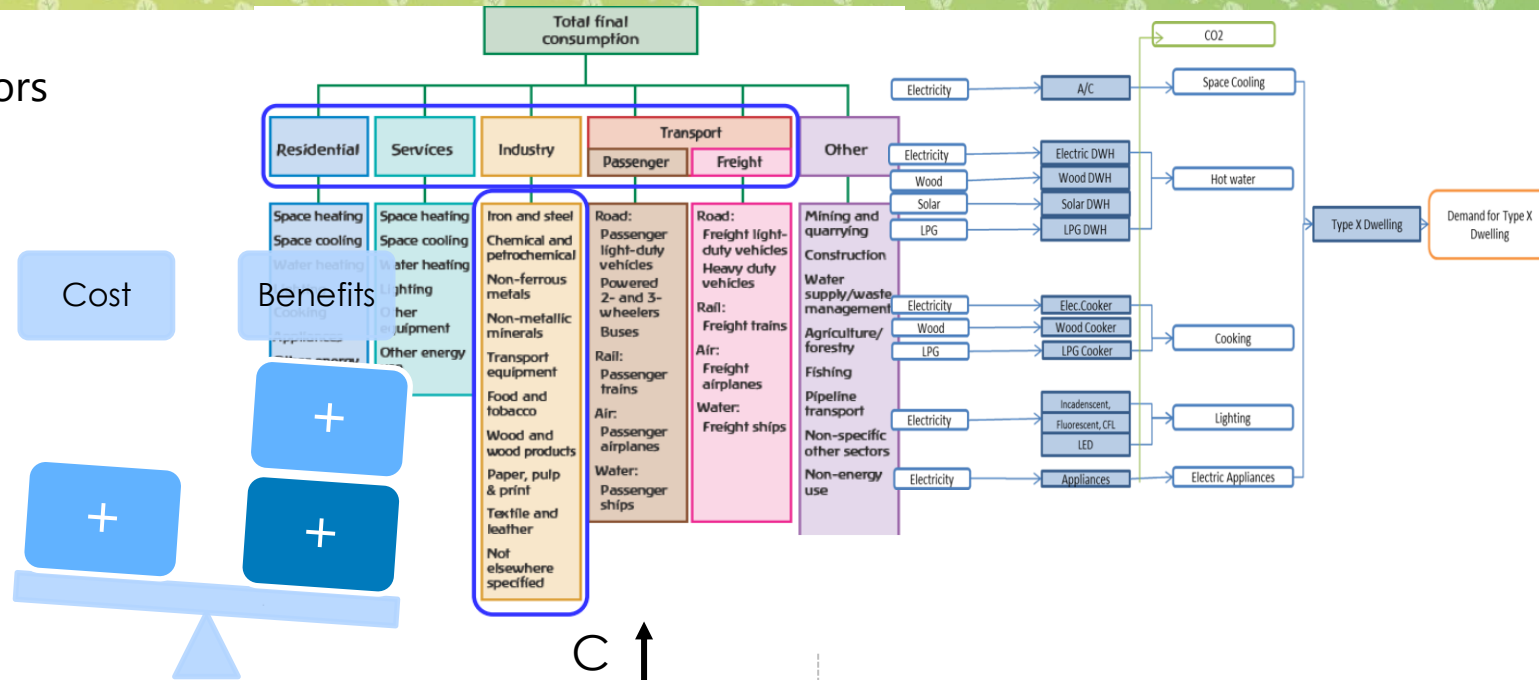 ors
Cost
Benefits
+
+
+
Total final
consumption
Residential
Services
Industry
Transport
Passenger
Freight
Other
Space heating
Space cooling
Water heating
Cooking
Appliances
Space heating
Space cooling
Water heating
Lighting
Other
equipment
Other energy
Iron and steel
Chemical and
petrochemical
Non-ferrous
metals
Non-metallic
minerals
Transport
equipment
Food and
tobacco
Wood and
wood products
Paper, pulp
& print
Textile and
leather
Not
elsewhere
specified
Road:
Passenger
light-duty
vehicles
Powered
2- and 3-
wheelers
Buses
Rail:
Passenger
trains
Air:
Passenger
airplanes
Water:
Passenger
ships
Road:
Freight light-
duty vehicles
Heavy duty
vehicles
Rail:
Freight trains
Air:
Freight
airplanes
Water:
Freight ships
Mining and
quarrying
Construction
Water
supply/waste
management
Agriculture/
forestry
Fishing
Pipeline
transport
Non-specific
other sectors
Non-energy
use
CO2
Electricity
A/C
Space Cooling
Electricity
Electric DWH
Wood
Wood DWH
Solar
Solar DWH
LPG
LPG DWH
Hot water
Electricity
Elec.Cooker
Wood
Wood Cooker
LPG
LPG Cooker
Cooking
Electricity
Incadenscent,
Fluorescent, CFL
LED
Lighting
Electricity
Appliances
Electric Appliances
Type X Dwelling
Demand for Type X
Dwelling
C